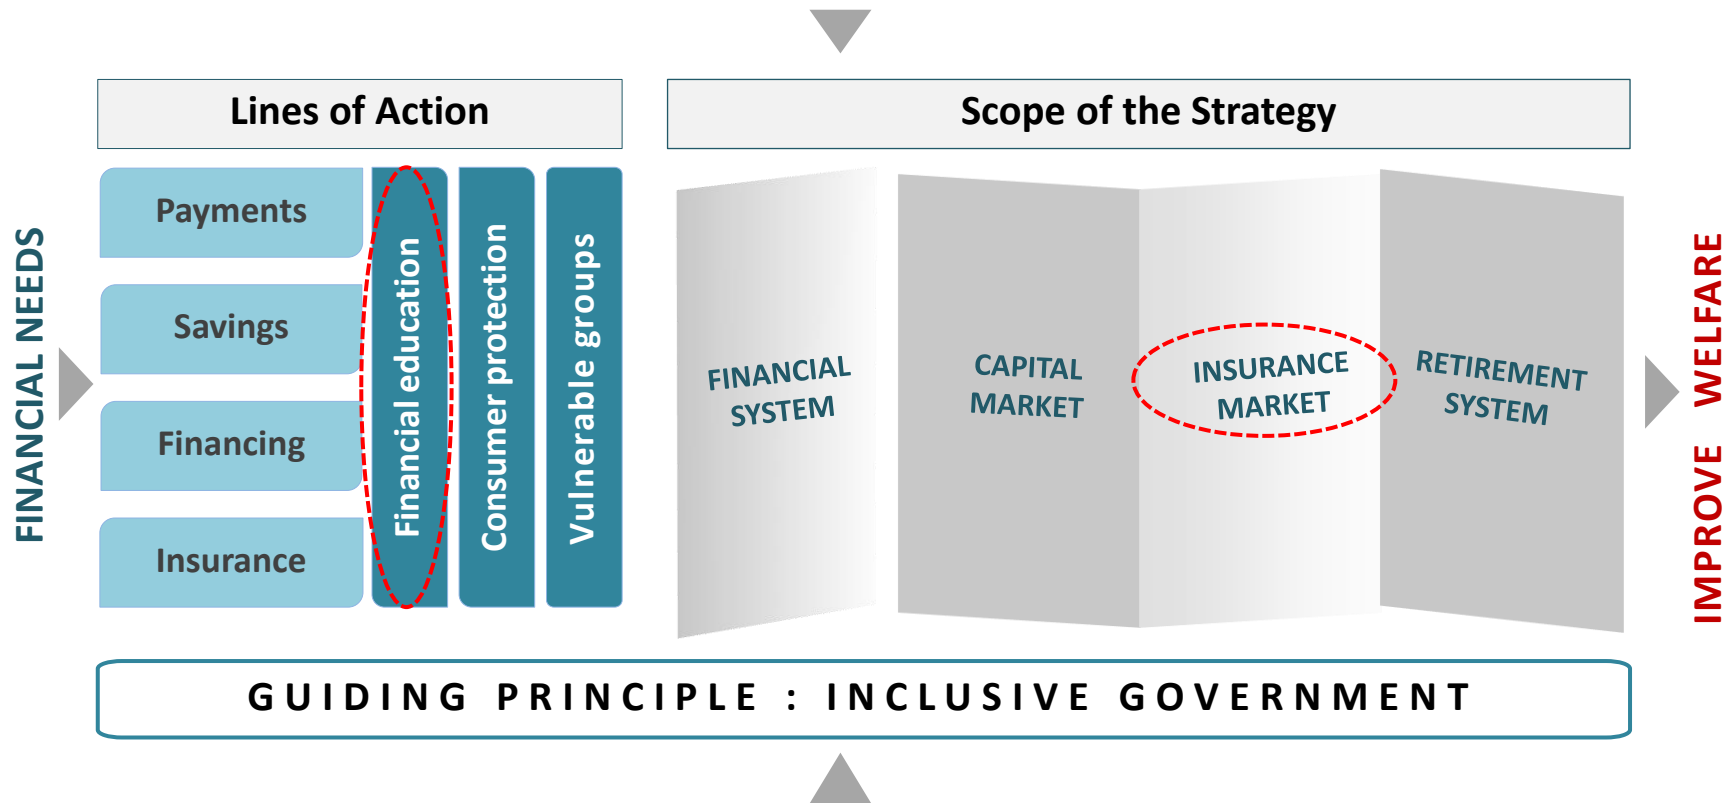 Lines of Action
Scope of the Strategy
FINANCIAL NEEDS
Payments
Savings
Financing
Insurance
Financial education
Consumer protection
Vulnerable groups
FINANCIAL
SYSTEM
CAPITAL
MARKET
INSURANCE
MARKET
RETIREMENT
SYSTEM
IMPROVE WELFARE
GUIDING PRINCIPLE : INCLUSIVE GOVERNMENT